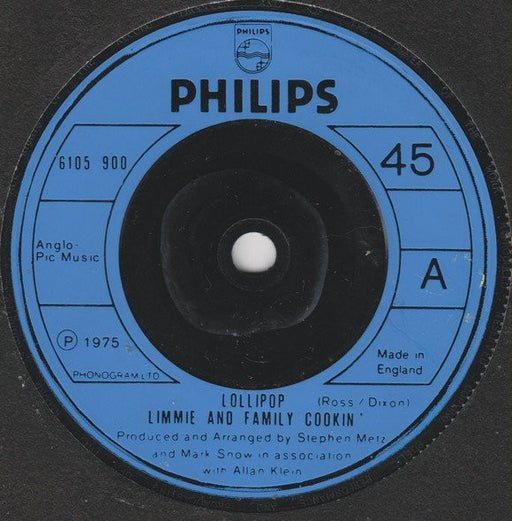 PHILIPS
PHILIPS
6105 900
45
Anglo-
Pic Music
A
Ⓟ 1975
Made in
England
PHONOGRAM LTD
LOLLIPOP (Ross/Dixon)
LIMMIE AND FAMILY COOKIN'
Produced and Arranged by Stephen Metz
and Mark Snow in association
with Allan Klein